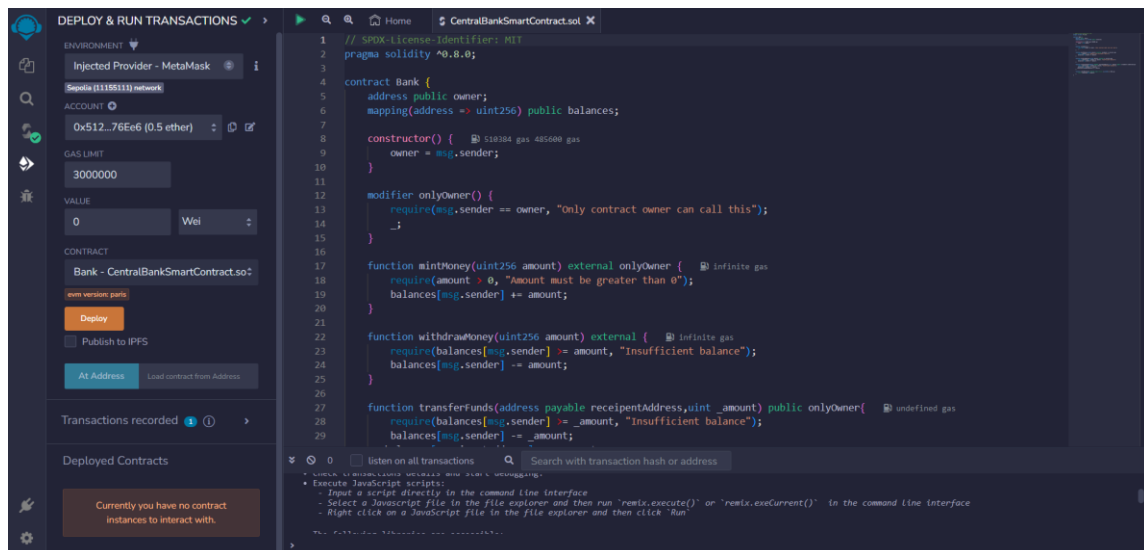 DEPLOY & RUN TRANSACTIONS
ENVIRONMENT
Injected Provider - MetaMask
Sepolia (11155111) network
ACCOUNT
0x512...76Ee6 (0.5 ether)
GAS LIMIT
3000000
VALUE
0
Wei
CONTRACT
Bank - CentralBankSmartContract.so
evm version: paris
Deploy
Publish to IPFS
At Address
Load contract from Address
Transactions recorded 1
Deployed Contracts
Currently you have no contract
instances to interact with.
Home
CentralBankSmartContract.sol
1 // SPDX-License-Identifier: MIT
2 pragma solidity ^0.8.0;
3
4 contract Bank {
5 address public owner;
6 mapping(address => uint256) public balances;
7
8 constructor() { 510384 gas 485600 gas
9 owner = msg.sender;
10 }
11
12 modifier onlyOwner() {
13 require(msg.sender == owner, "Only contract owner can call this");
14 _;
15 }
16
17 function mintMoney(uint256 amount) external onlyOwner { infinite gas
18 require(amount > 0, "Amount must be greater than 0");
19 balances[msg.sender] += amount;
20 }
21
22 function withdrawMoney(uint256 amount) external { infinite gas
23 require(balances[msg.sender] >= amount, "Insufficient balance");
24 balances[msg.sender] -= amount;
25 }
26
27 function transferFunds(address payable receipentAddress,uint _amount) public onlyOwner{ undefined gas
28 require(balances[msg.sender] >= _amount, "Insufficient balance");
29 balances[msg.sender] -= _amount;
0
listen on all transactions
Search with transaction hash or address
• Check transactions details and start debugging.
• Execute JavaScript scripts:
- Input a script directly in the command line interface
- Select a Javascript file in the file explorer and then run `remix.execute()` or `remix.exeCurrent()` in the command line interface
- Right click on a JavaScript file in the file explorer and then click `Run`
The following libraries are accessible:
>